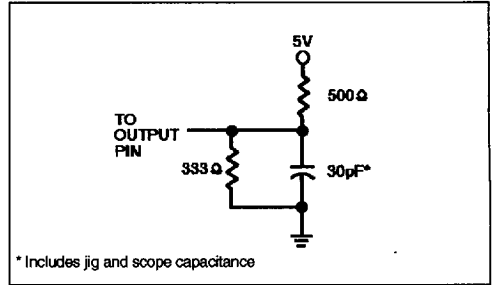 5V
500Ω
TO
OUTPUT
PIN
333Ω
30pF*
* Includes jig and scope capacitance